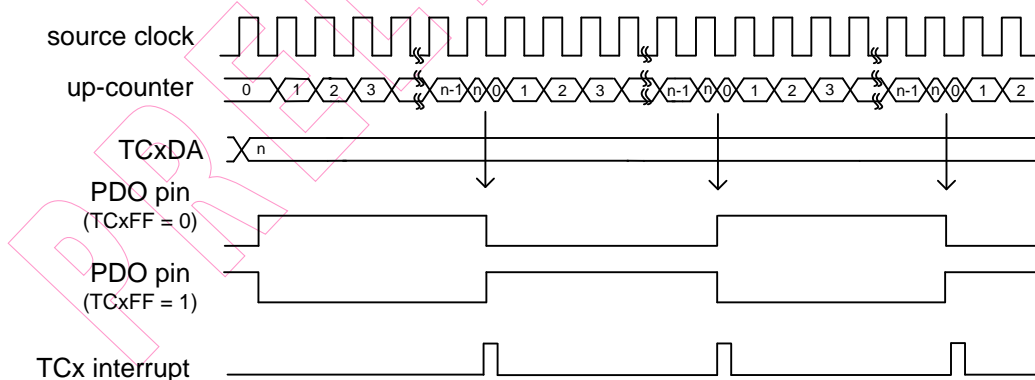 source clock
up-counter 0 1 2 3 n-1 n 0 1 2 3 n-1 n 0 1 2 3 n-1 n 0 1 2
TCxDA n
PDO pin
(TCxFF = 0)
PDO pin
(TCxFF = 1)
TCx interrupt